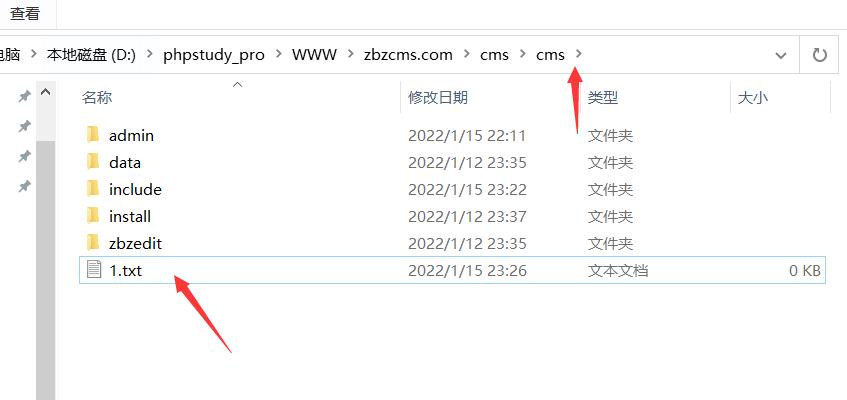 查看
电脑 本地磁盘 (D:) phpstudy_pro WWW zbzcms.com cms cms
名称 修改日期 类型 大小
admin 2022/1/15 22:11 文件夹
data 2022/1/12 23:35 文件夹
include 2022/1/15 23:22 文件夹
install 2022/1/12 23:37 文件夹
zbzedit 2022/1/12 23:35 文件夹
1.txt 2022/1/15 23:26 文本文档 0 KB